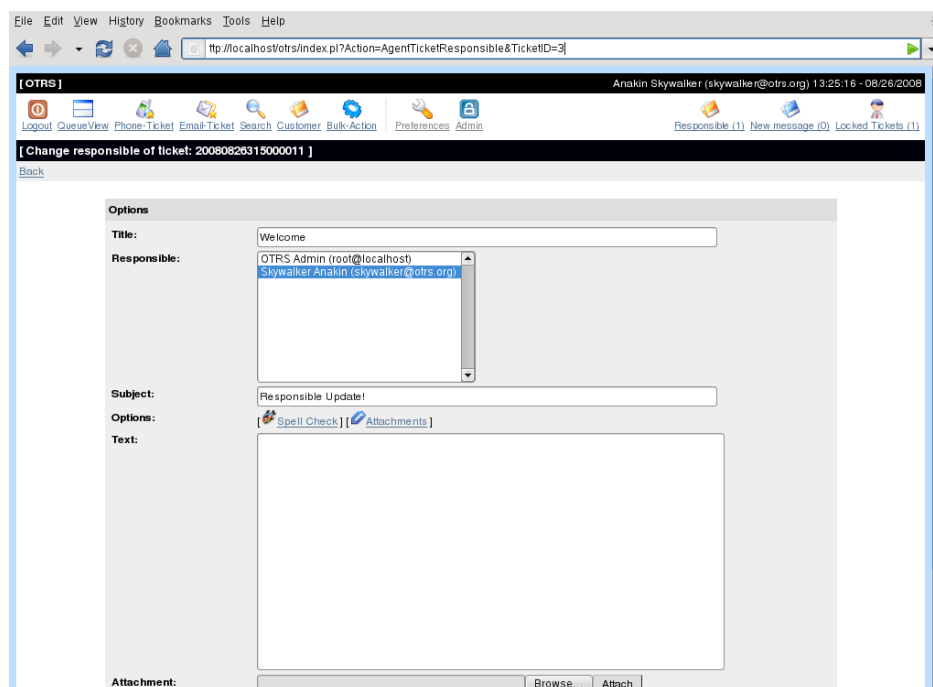 File Edit View History Bookmarks Tools Help
ttp://localhost/otrs/index.pl?Action=AgentTicketResponsible&TicketID=3
[ OTRS ] Anakin Skywalker (skywalker@otrs.org) 13:25:16 - 08/26/2008
Logout QueueView Phone-Ticket Email-Ticket Search Customer Bulk-Action Preferences Admin Responsible (1) New message (0) Locked Tickets (1)
[ Change responsible of ticket: 20080826315000011 ]
Back
Options
Title: Welcome
Responsible: OTRS Admin (root@localhost)
Skywalker Anakin (skywalker@otrs.org)
Subject: Responsible Update!
Options: [ Spell Check ] [ Attachments ]
Text:
Attachment: Browse... Attach